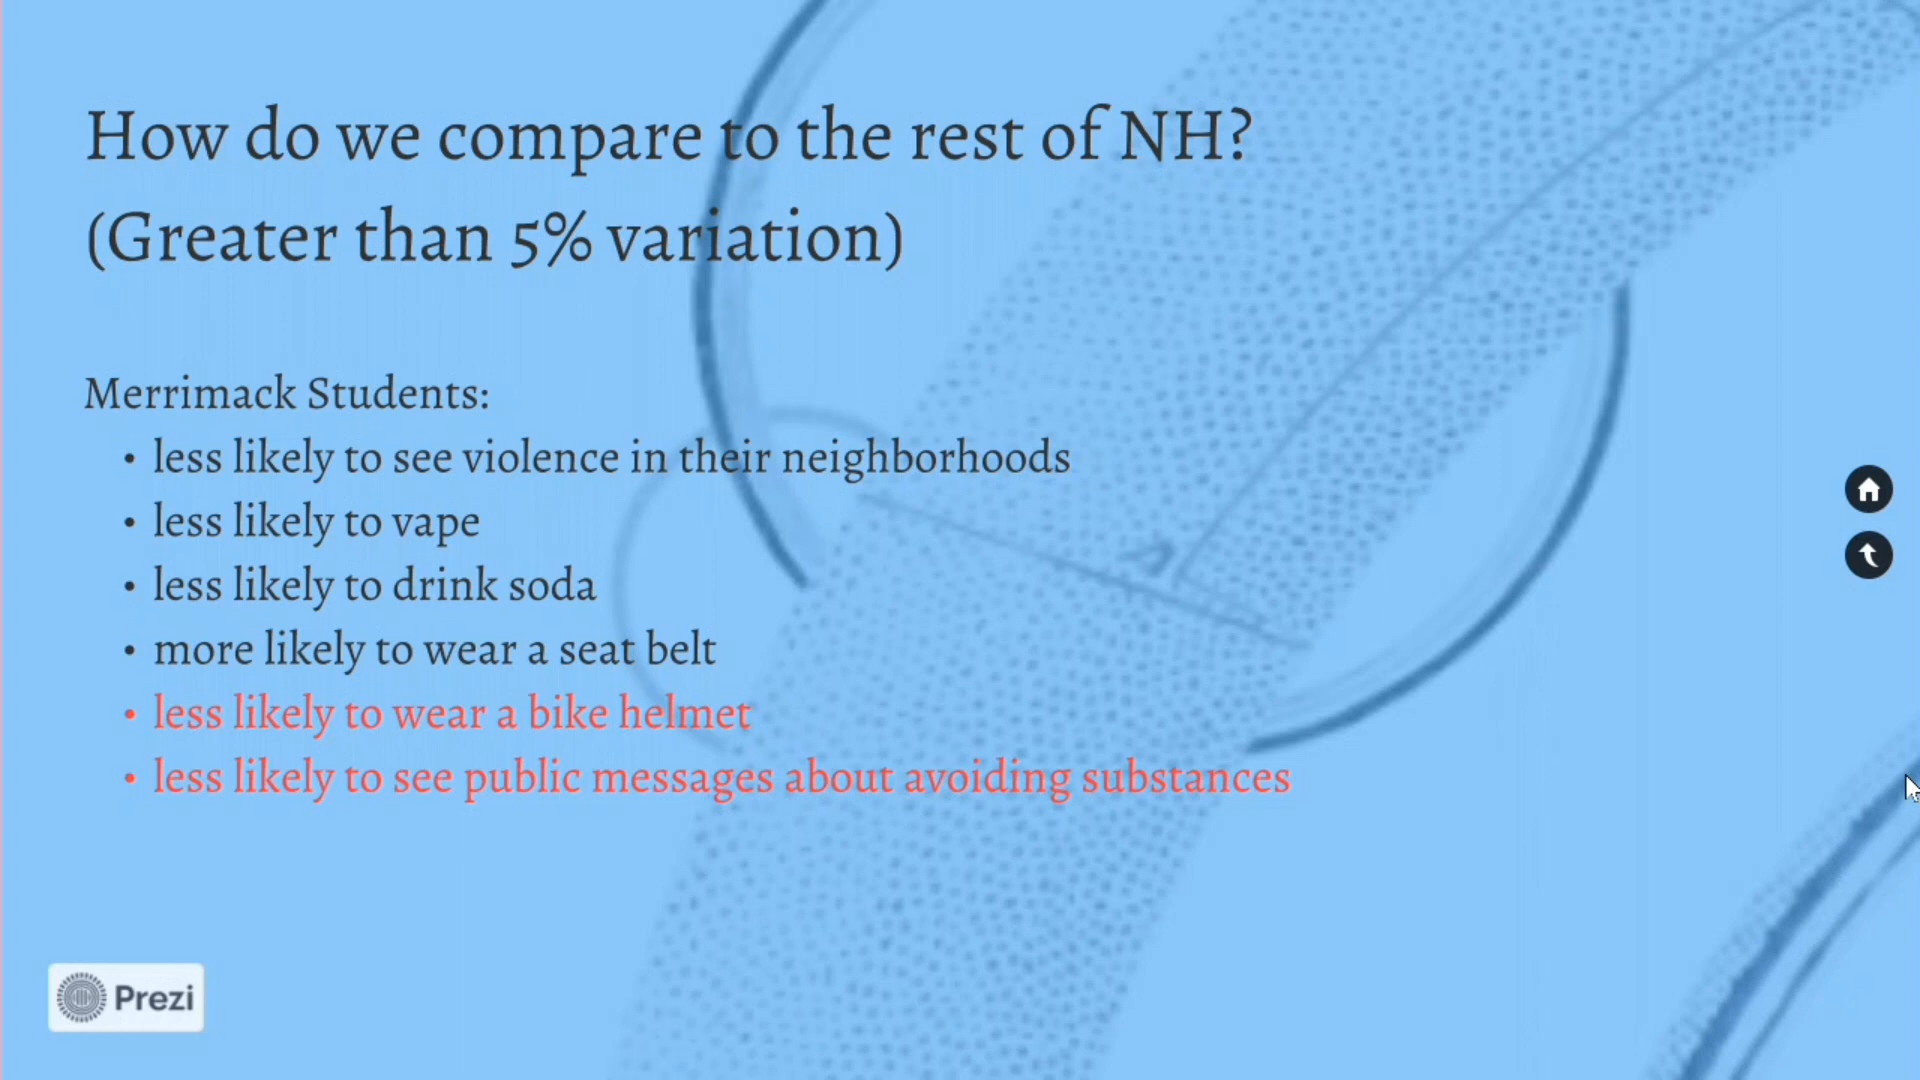 How do we compare to the rest of NH?
(Greater than 5% variation)
Merrimack Students:
• less likely to see violence in their neighborhoods
• less likely to vape
• less likely to drink soda
• more likely to wear a seat belt
• less likely to wear a bike helmet
• less likely to see public messages about avoiding substances
Prezi